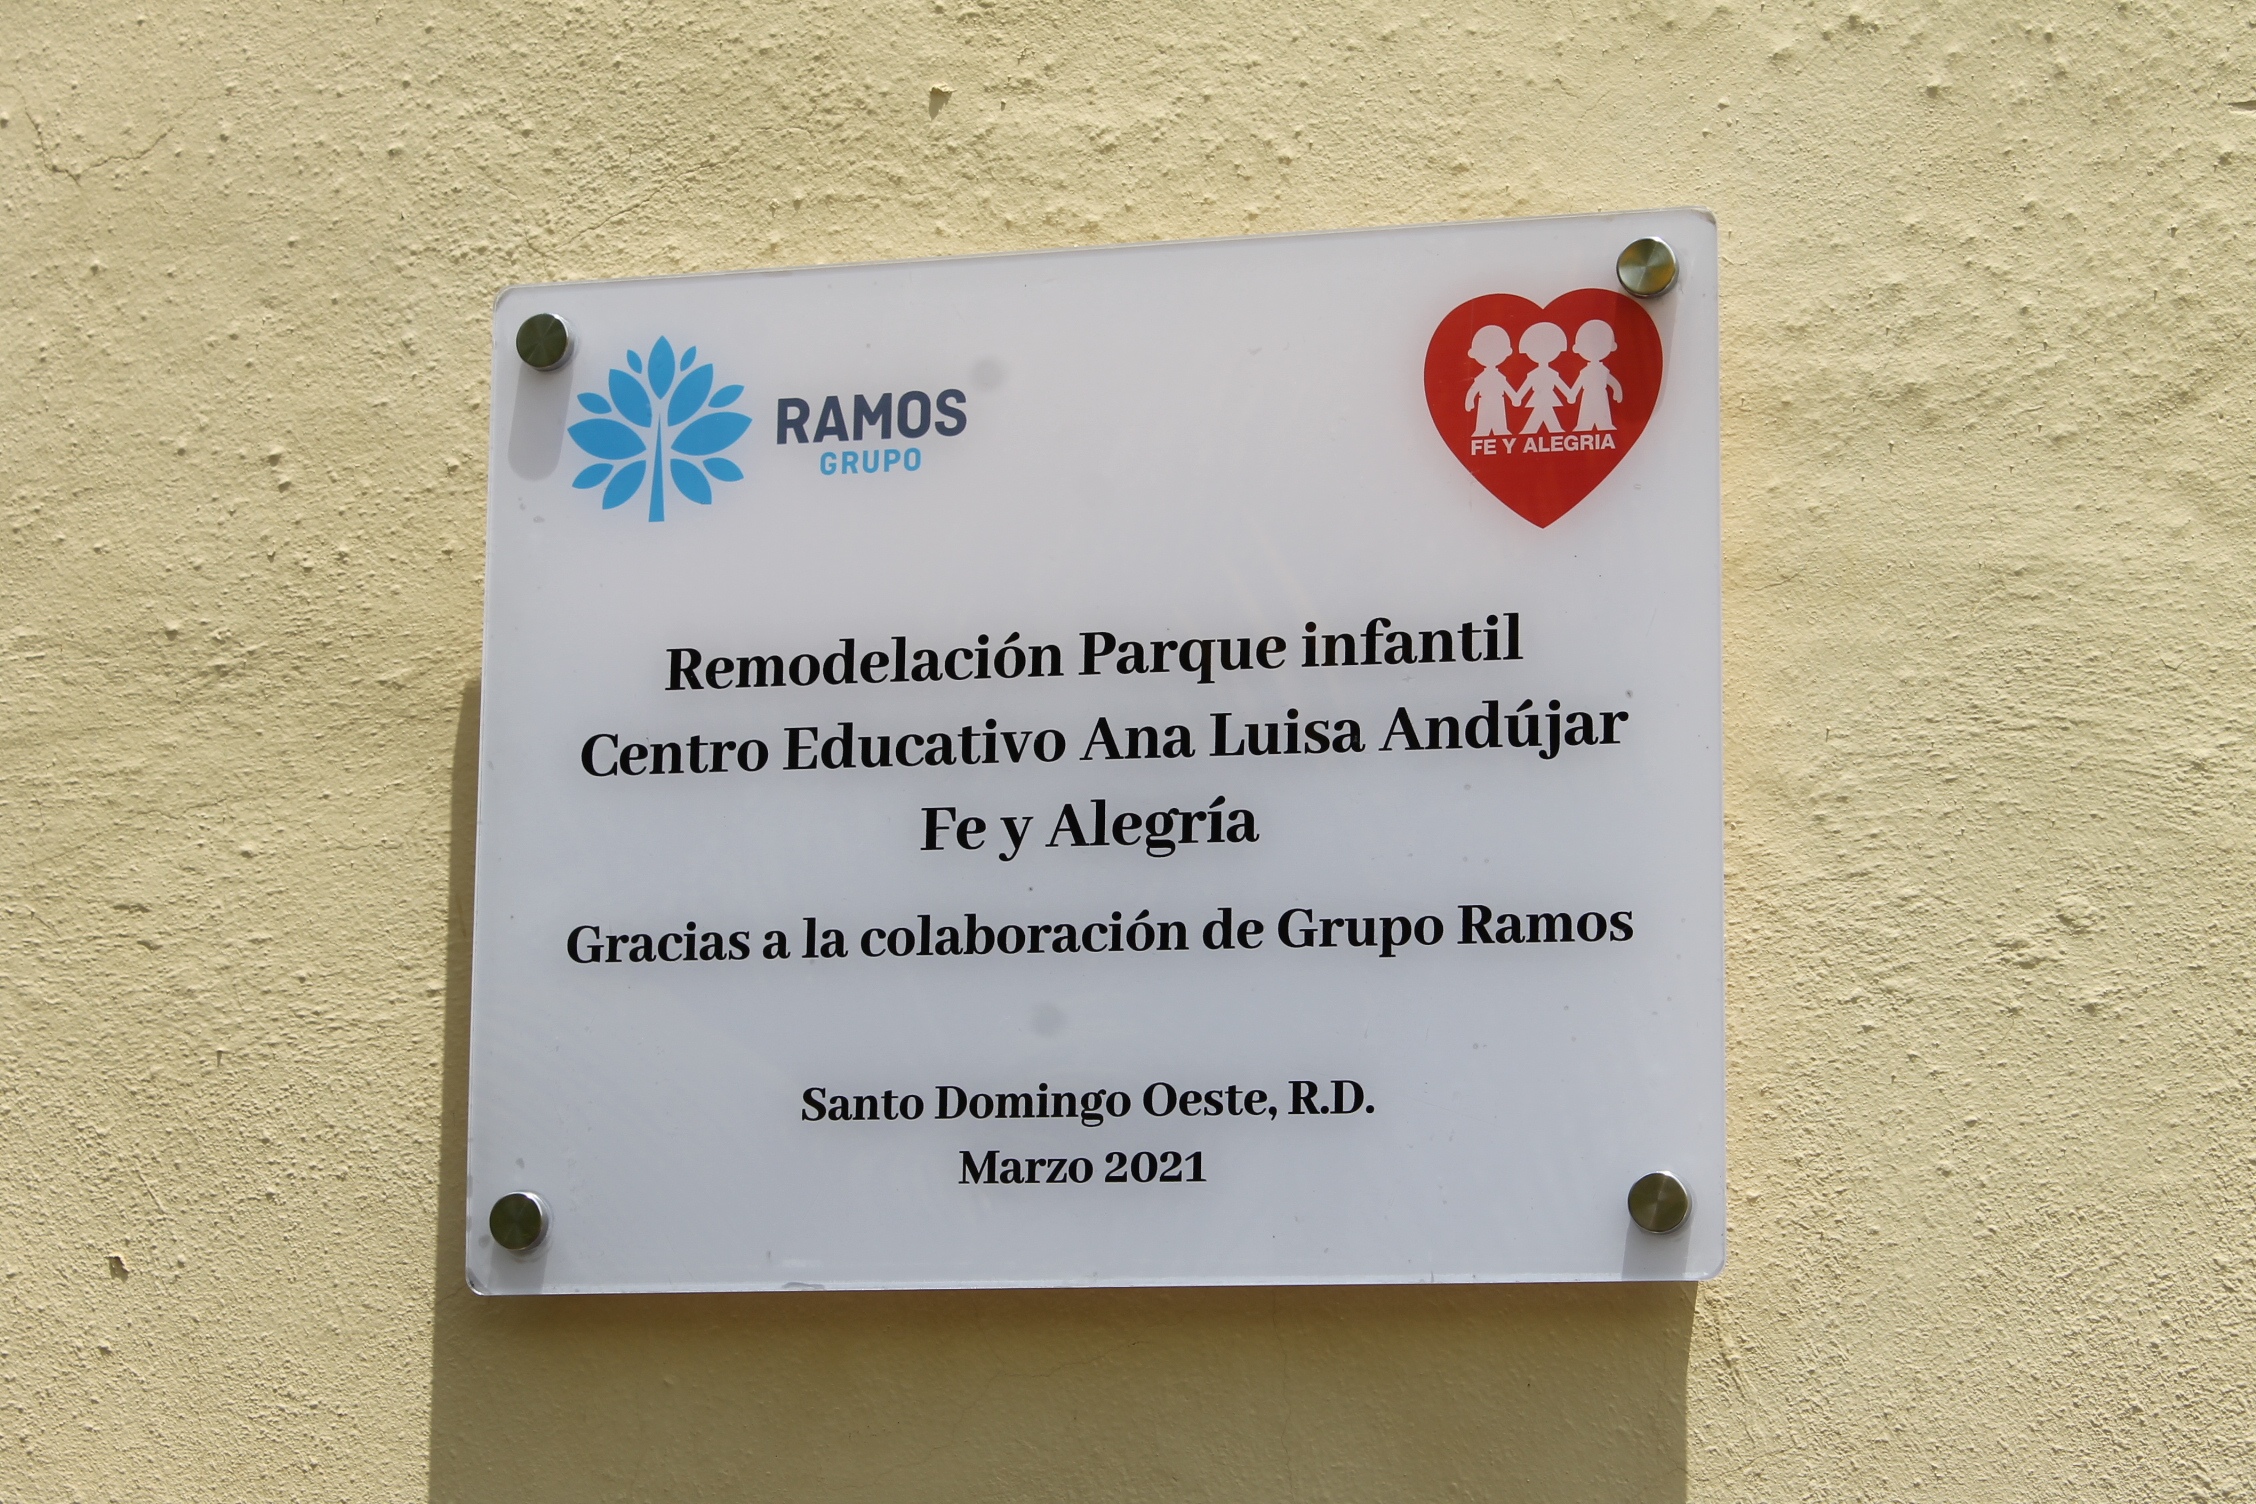 RAMOS
GRUPO
FE Y ALEGRIA
Remodelación Parque infantil
Centro Educativo Ana Luisa Andújar
Fe y Alegría
Gracias a la colaboración de Grupo Ramos
Santo Domingo Oeste, R.D.
Marzo 2021